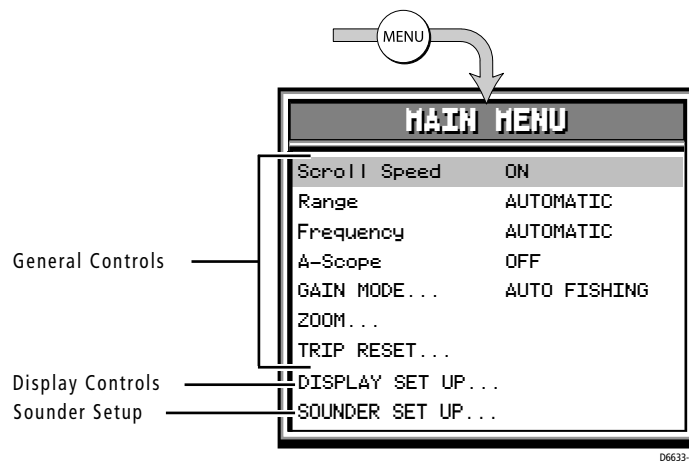 MENU
MAIN MENU
Scroll Speed ON
Range AUTOMATIC
Frequency AUTOMATIC
A-Scope OFF
GAIN MODE... AUTO FISHING
ZOOM...
TRIP RESET...
DISPLAY SET UP...
SOUNDER SET UP...
General Controls
Display Controls
Sounder Setup
D6633-